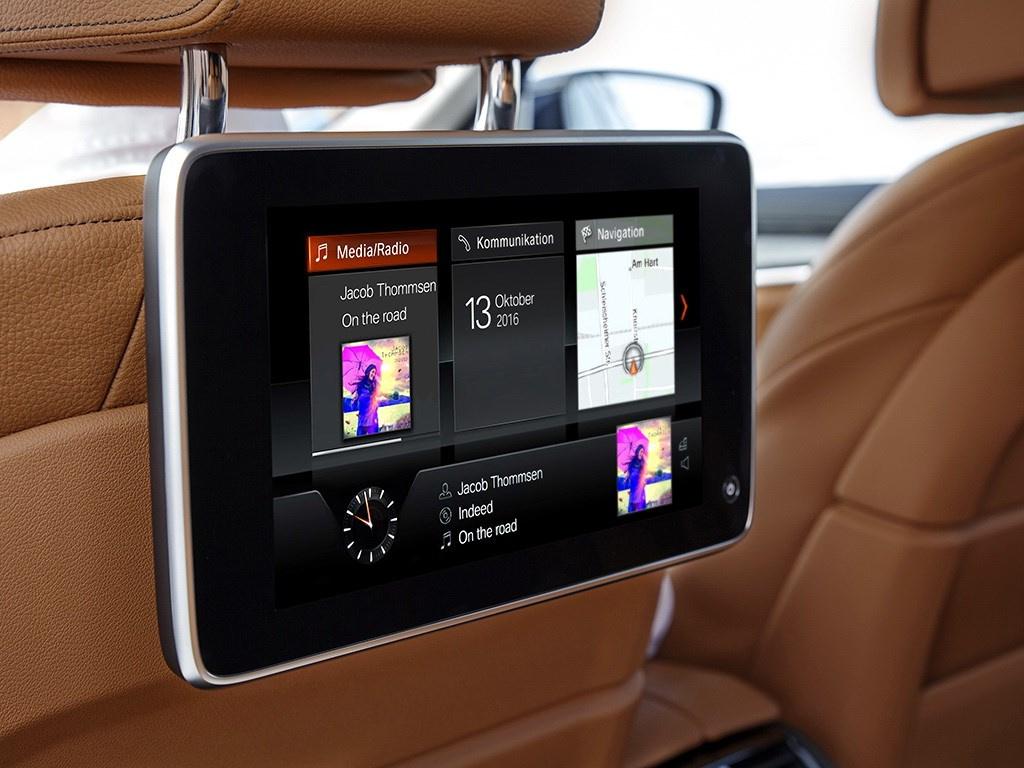 Media/Radio
Jacob Thommsen
On the road
Kommunikation
13 Oktober
2016
Navigation
Am Hart
Jacob Thommsen
Indeed
On the road